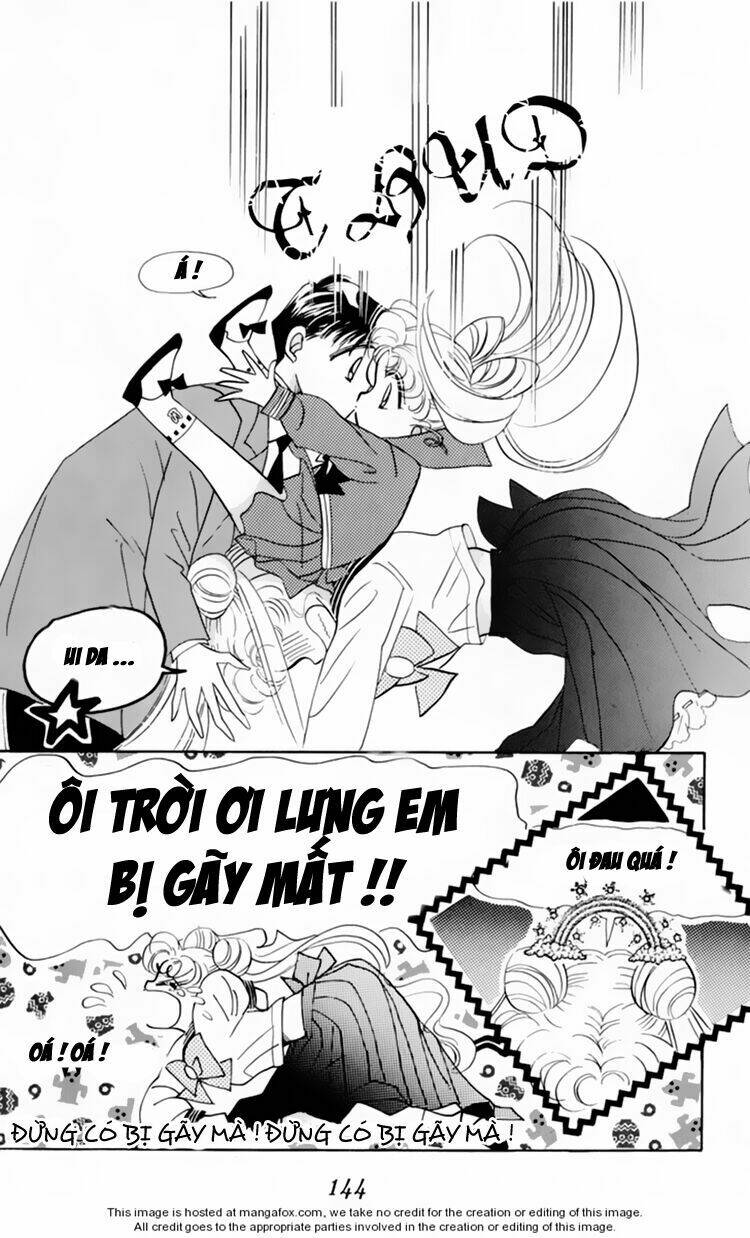 Á !
UI DA ...
ÔI TRỜI ƠI LƯNG EM
BỊ GÃY MẤT !!
ÔI ĐAU QUÁ !
OÁ ! OÁ !
ĐỪNG CÓ BỊ GÃY MÀ ! ĐỪNG CÓ BỊ GÃY MÀ !
144
This image is hosted at mangafox.com, we take no credit for the creation or editing of this image.
All credit goes to the appropriate parties involved in the creation or editing of this image.